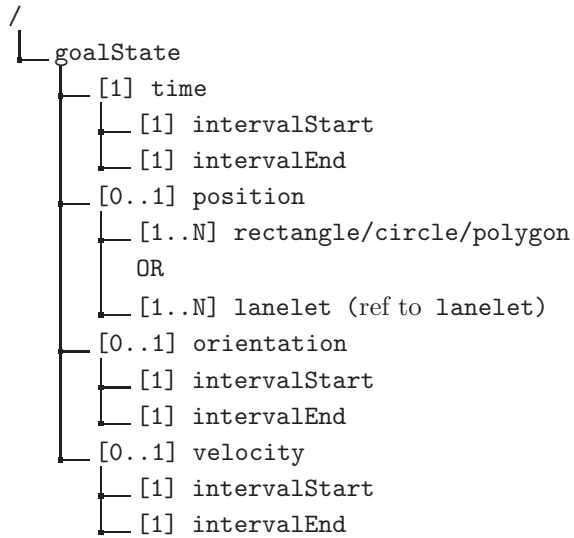 /
goalState
[1] time
[1] intervalStart
[1] intervalEnd
[0..1] position
[1..N] rectangle/circle/polygon
OR
[1..N] lanelet (ref to lanelet)
[0..1] orientation
[1] intervalStart
[1] intervalEnd
[0..1] velocity
[1] intervalStart
[1] intervalEnd